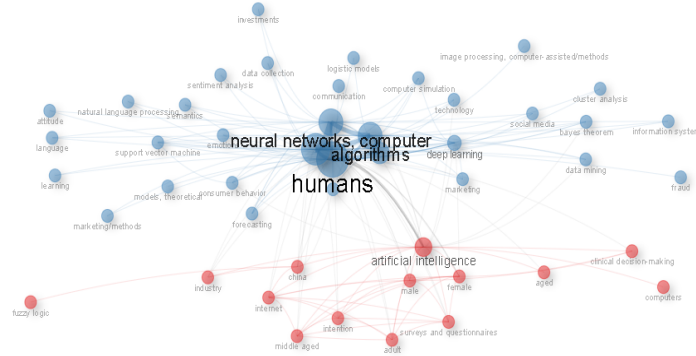 investments
image processing, computer-assisted/methods
logistic models
data collection
sentiment analysis
computer simulation
communication
cluster analysis
technology
natural language processing
semantics
attitude
social media
bayes theorem
information system
neural networks, computer
language
support vector machine
algorithms
deep learning
data mining
learning
models, theoretical
consumer behavior
humans
marketing
fraud
marketing/methods
forecasting
artificial intelligence
clinical decision-making
china
industry
male
female
aged
computers
internet
fuzzy logic
intention
surveys and questionnaires
middle aged
adult